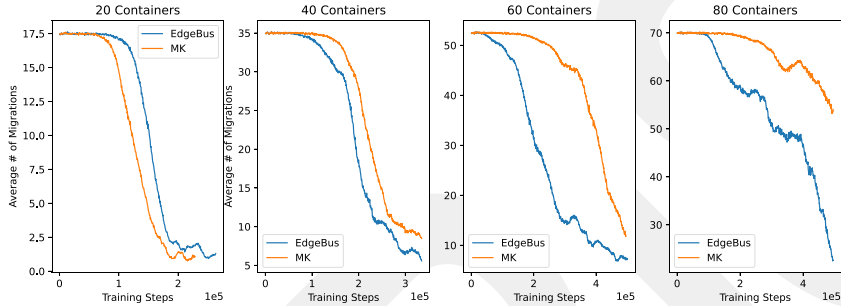 20 Containers
40 Containers
60 Containers
80 Containers
Average # of Migrations
17.5
15.0
12.5
10.0
7.5
5.0
2.5
0.0
EdgeBus
MK
0
1
2
1e5
Training Steps
Average # of Migrations
35
30
25
20
15
10
5
EdgeBus
MK
0
1
2
3
1e5
Training Steps
50
40
30
20
10
EdgeBus
MK
0
2
4
1e5
Training Steps
70
60
50
40
30
EdgeBus
MK
0
2
4
1e5
Training Steps